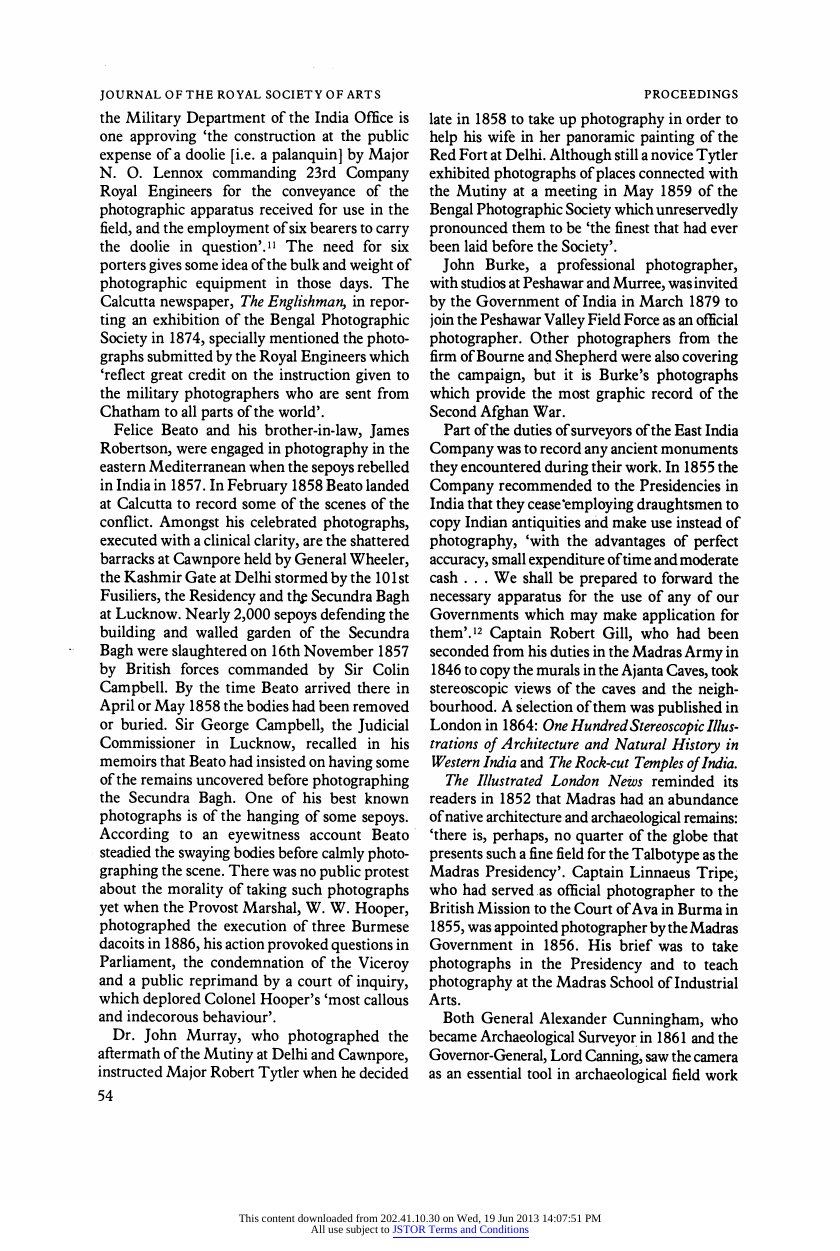 JOURNAL OF THE ROYAL SOCIETY OF ARTS
PROCEEDINGS
the Military Department of the India Office is
one approving ‘the construction at the public
expense of a doolie [i.e. a palanquin] by Major
N. O. Lennox commanding 23rd Company
Royal Engineers for the conveyance of the
photographic apparatus received for use in the
field, and the employment of six bearers to carry
the doolie in question’.¹¹ The need for six
porters gives some idea of the bulk and weight of
photographic equipment in those days. The
Calcutta newspaper, The Englishman, in repor-
ting an exhibition of the Bengal Photographic
Society in 1874, specially mentioned the photo-
graphs submitted by the Royal Engineers which
‘reflect great credit on the instruction given to
the military photographers who are sent from
Chatham to all parts of the world’.
Felice Beato and his brother-in-law, James
Robertson, were engaged in photography in the
eastern Mediterranean when the sepoys rebelled
in India in 1857. In February 1858 Beato landed
at Calcutta to record some of the scenes of the
conflict. Amongst his celebrated photographs,
executed with a clinical clarity, are the shattered
barracks at Cawnpore held by General Wheeler,
the Kashmir Gate at Delhi stormed by the 101st
Fusiliers, the Residency and the Secundra Bagh
at Lucknow. Nearly 2,000 sepoys defending the
building and walled garden of the Secundra
Bagh were slaughtered on 16th November 1857
by British forces commanded by Sir Colin
Campbell. By the time Beato arrived there in
April or May 1858 the bodies had been removed
or buried. Sir George Campbell, the Judicial
Commissioner in Lucknow, recalled in his
memoirs that Beato had insisted on having some
of the remains uncovered before photographing
the Secundra Bagh. One of his best known
photographs is of the hanging of some sepoys.
According to an eyewitness account Beato
steadied the swaying bodies before calmly photo-
graphing the scene. There was no public protest
about the morality of taking such photographs
yet when the Provost Marshal, W. W. Hooper,
photographed the execution of three Burmese
dacoits in 1886, his action provoked questions in
Parliament, the condemnation of the Viceroy
and a public reprimand by a court of inquiry,
which deplored Colonel Hooper’s ‘most callous
and indecorous behaviour’.
Dr. John Murray, who photographed the
aftermath of the Mutiny at Delhi and Cawnpore,
instructed Major Robert Tytler when he decided
late in 1858 to take up photography in order to
help his wife in her panoramic painting of the
Red Fort at Delhi. Although still a novice Tytler
exhibited photographs of places connected with
the Mutiny at a meeting in May 1859 of the
Bengal Photographic Society which unreservedly
pronounced them to be ‘the finest that had ever
been laid before the Society’.
John Burke, a professional photographer,
with studios at Peshawar and Murree, was invited
by the Government of India in March 1879 to
join the Peshawar Valley Field Force as an official
photographer. Other photographers from the
firm of Bourne and Shepherd were also covering
the campaign, but it is Burke’s photographs
which provide the most graphic record of the
Second Afghan War.
Part of the duties of surveyors of the East India
Company was to record any ancient monuments
they encountered during their work. In 1855 the
Company recommended to the Presidencies in
India that they cease employing draughtsmen to
copy Indian antiquities and make use instead of
photography, ‘with the advantages of perfect
accuracy, small expenditure of time and moderate
cash . . . We shall be prepared to forward the
necessary apparatus for the use of any of our
Governments which may make application for
them’.¹² Captain Robert Gill, who had been
seconded from his duties in the Madras Army in
1846 to copy the murals in the Ajanta Caves, took
stereoscopic views of the caves and the neigh-
bourhood. A selection of them was published in
London in 1864: One Hundred Stereoscopic Illus-
trations of Architecture and Natural History in
Western India and The Rock-cut Temples of India.
The Illustrated London News reminded its
readers in 1852 that Madras had an abundance
of native architecture and archaeological remains:
‘there is, perhaps, no quarter of the globe that
presents such a fine field for the Talbotype as the
Madras Presidency’. Captain Linnaeus Tripe,
who had served as official photographer to the
British Mission to the Court of Ava in Burma in
1855, was appointed photographer by the Madras
Government in 1856. His brief was to take
photographs in the Presidency and to teach
photography at the Madras School of Industrial
Arts.
Both General Alexander Cunningham, who
became Archaeological Surveyor in 1861 and the
Governor-General, Lord Canning, saw the camera
as an essential tool in archaeological field work
54
This content downloaded from 202.41.10.30 on Wed, 19 Jun 2013 14:07:51 PM
All use subject to JSTOR Terms and Conditions